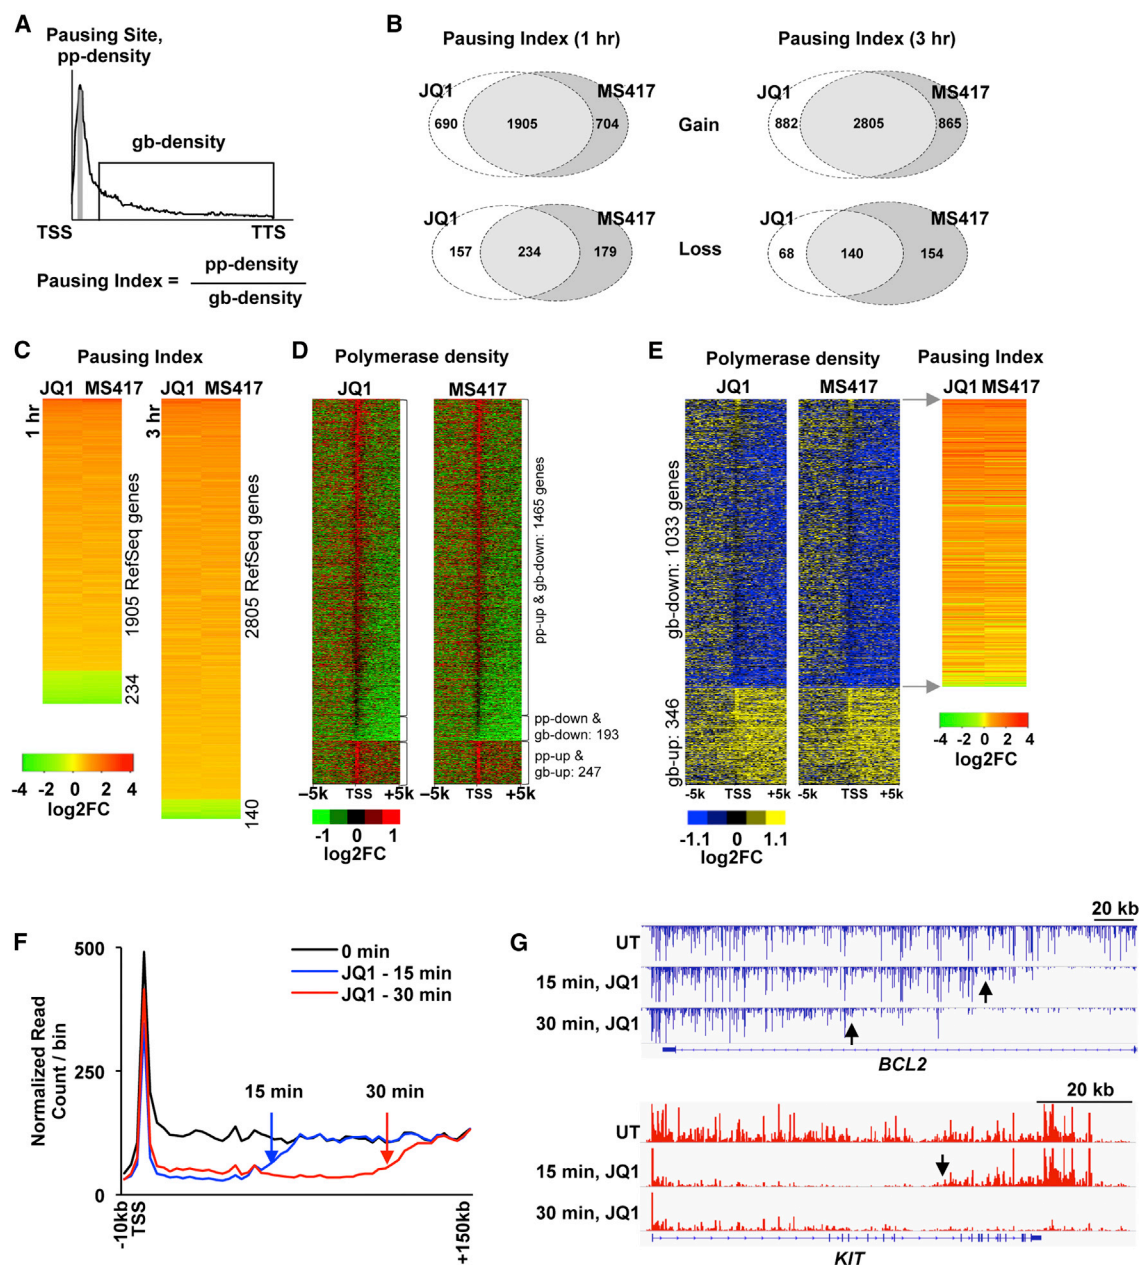 A
Pausing Site,
pp-density
gb-density
TSS
TTS
Pausing Index =
pp-density
gb-density
B
Pausing Index (1 hr)
Pausing Index (3 hr)
JQ1
MS417
690
1905
704
Gain
JQ1
MS417
882
2805
865
JQ1
MS417
157
234
179
Loss
JQ1
MS417
68
140
154
C
Pausing Index
JQ1 MS417
JQ1 MS417
1 hr
3 hr
1905 RefSeq genes
234
2805 RefSeq genes
140
-4 -2 0 2 4
log2FC
D
Polymerase density
JQ1
MS417
pp-up & gb-down: 1465 genes
pp-down &
gb-down: 193
pp-up &
gb-up: 247
–5k TSS +5k
–5k TSS +5k
-1 0 1
log2FC
E
Polymerase density
Pausing Index
JQ1
MS417
JQ1 MS417
gb-down: 1033 genes
gb-up: 346
-5k TSS +5k
-5k TSS +5k
-1.1 0 1.1
log2FC
-4 -2 0 2 4
log2FC
F
Normalized Read
Count / bin
500
250
0
0 min
JQ1 - 15 min
JQ1 - 30 min
15 min
30 min
-10kb
TSS
+150kb
G
20 kb
UT
15 min, JQ1
30 min, JQ1
BCL2
20 kb
UT
15 min, JQ1
30 min, JQ1
KIT